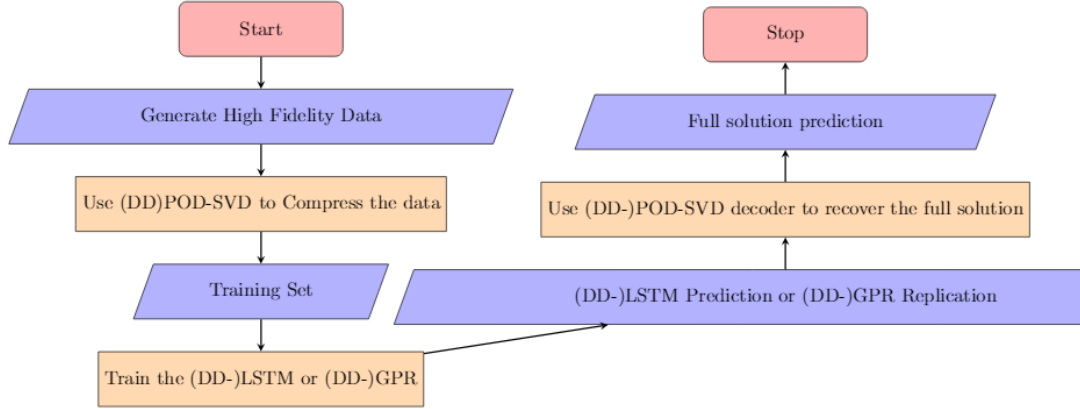 Start
Generate High Fidelity Data
Use (DD)POD-SVD to Compress the data
Training Set
Train the (DD-)LSTM or (DD-)GPR
(DD-)LSTM Prediction or (DD-)GPR Replication
Use (DD-)POD-SVD decoder to recover the full solution
Full solution prediction
Stop